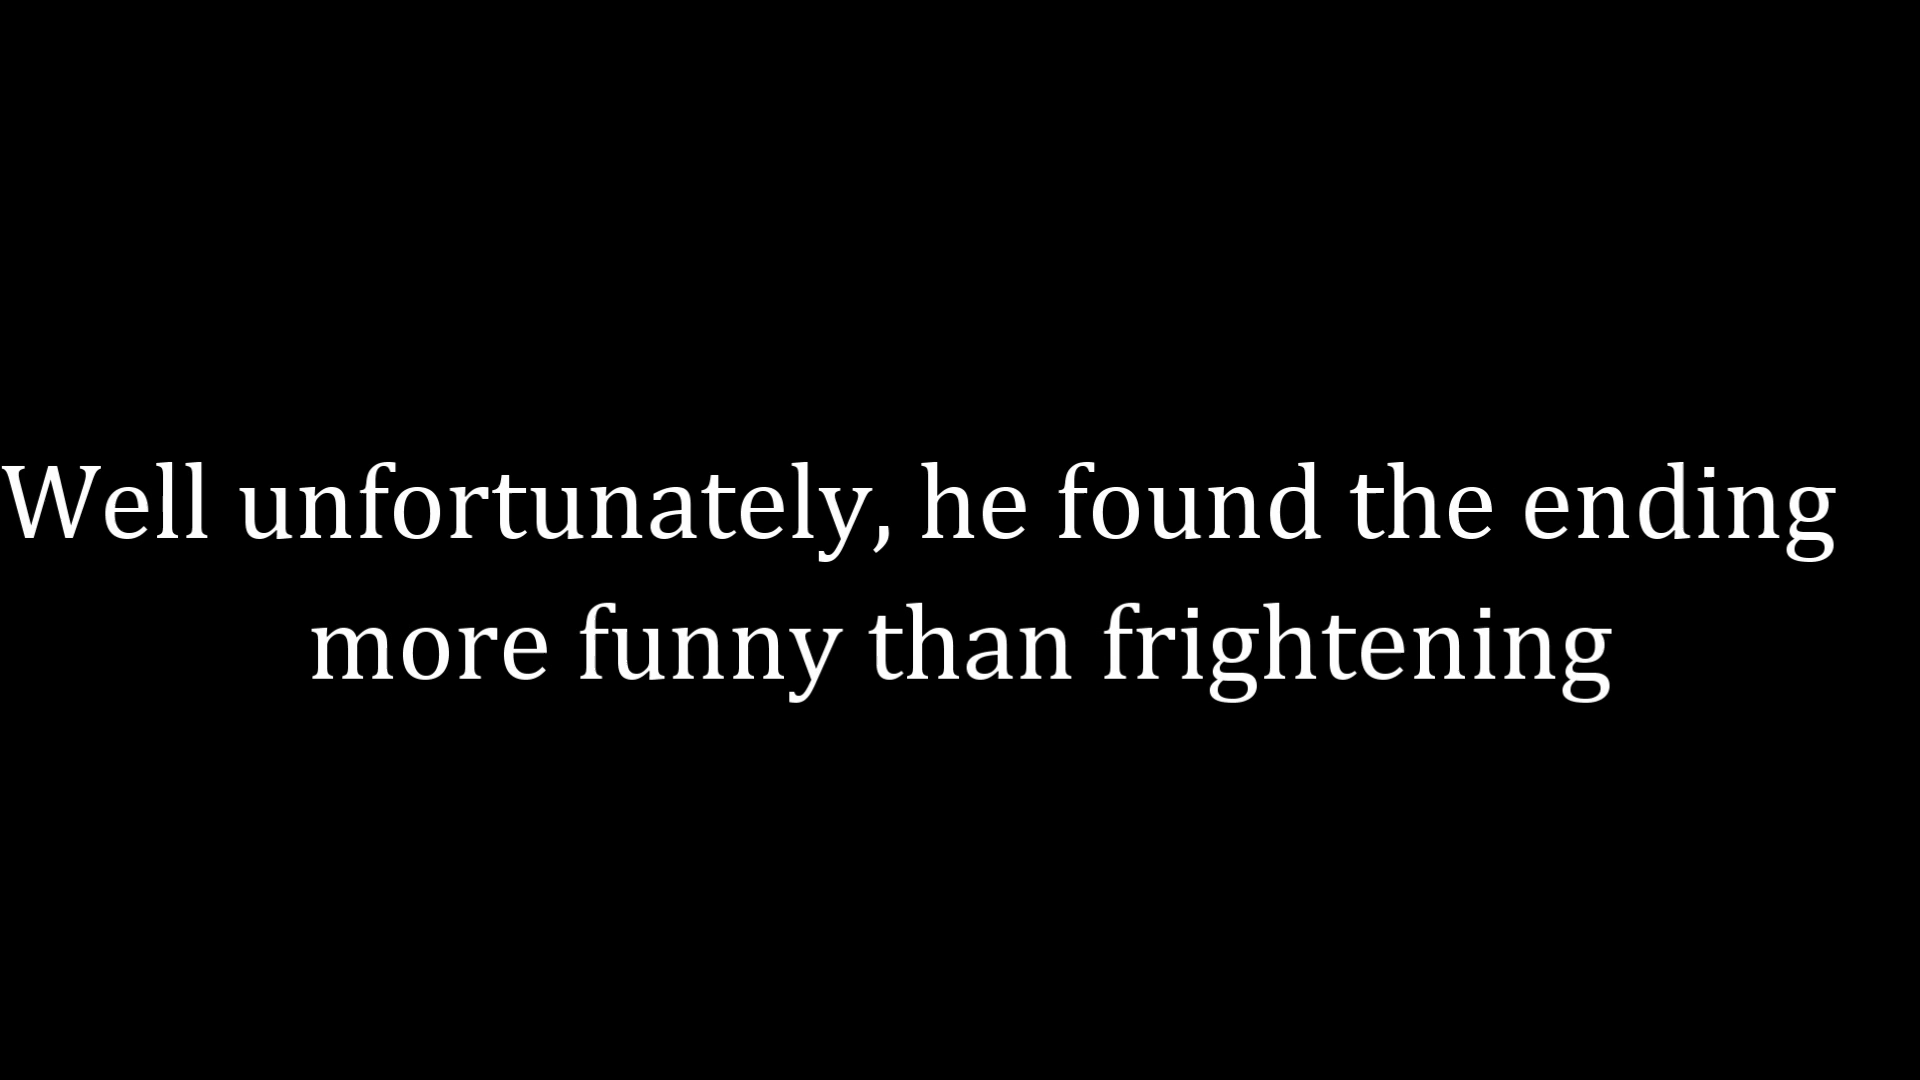 Well unfortunately, he found the ending
more funny than frightening